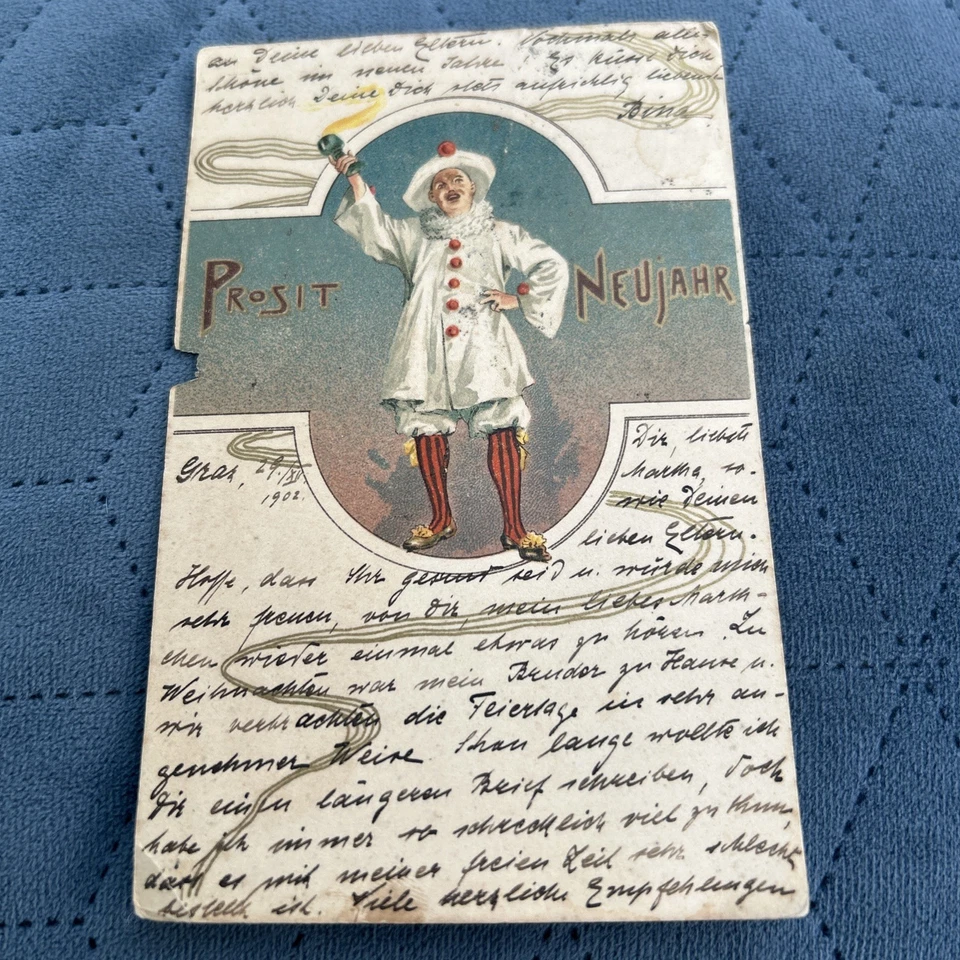 an Deine lieben Eltern. Nochmals alles
Schöne im neuen Jahre. Es küsst Dich
herzlich Deine Dich stets aufrichtig liebende
Bina
PROSIT NEUJAHR
Graz, 29./XII.
1902.
Dir, liebste
Martha, so-
wie Deinen
lieben Eltern.
Hoffe, dass Ihr gesund seid u. würde mich
sehr freuen, von Dir, mein liebes Marth-
chen wieder einmal etwas zu hören. Zu
Weihnachten war mein Bruder zu Hause u.
wir verbrachten die Feiertage in sehr an-
genehmer Weise. Schon lange wollte ich
Dir einen längeren Brief schreiben, doch
habe ich immer so schrecklich viel zu thun,
dass es mit meiner freien Zeit sehr schlecht
bestellt ist. Viele herzliche Empfehlungen